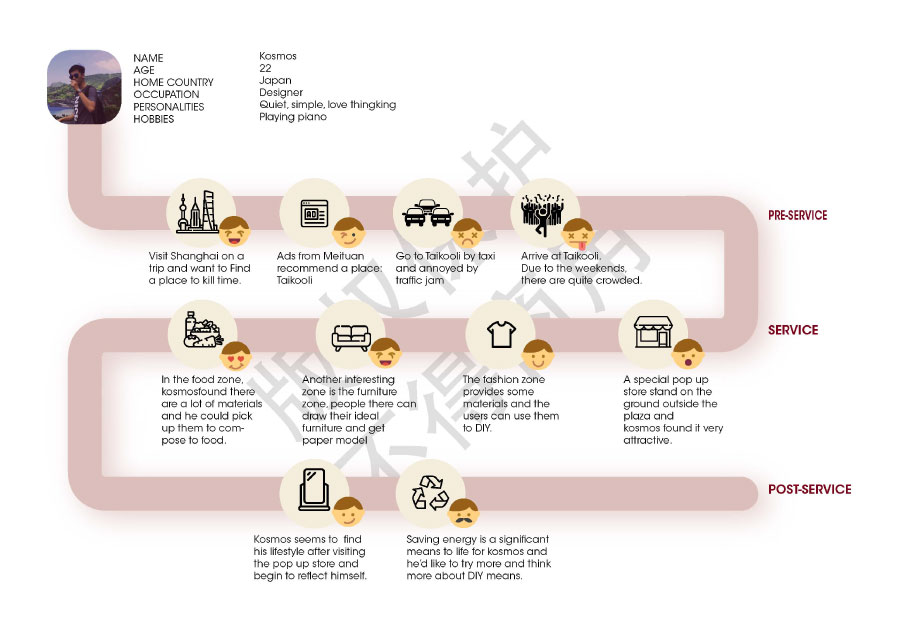 NAME
Kosmos
AGE
22
HOME COUNTRY
Japan
OCCUPATION
Designer
PERSONALITIES
Quiet, simple, love thingking
HOBBIES
Playing piano
PRE-SERVICE
AD
Visit Shanghai on a
trip and want to Find
a place to kill time.
Ads from Meituan
recommend a place:
Taikooli
Go to Taikooli by taxi
and annoyed by
traffic jam
Arrive at Taikooli.
Due to the weekends,
there are quite crowded.
SERVICE
In the food zone,
kosmosfound there
are a lot of materials
and he could pick
up them to com-
pose to food.
Another interesting
zone is the furniture
zone, people there can
draw their ideal
furniture and get
paper model
The fashion zone
provides some
materials and the
users can use them
to DIY.
A special pop up
store stand on the
ground outside the
plaza and
kosmos found it very
attractive.
POST-SERVICE
Kosmos seems to find
his lifestyle after visiting
the pop up store and
begin to reflect himself.
Saving energy is a significant
means to life for kosmos and
he'd like to try more and think
more about DIY means.
版权保护
不得商用